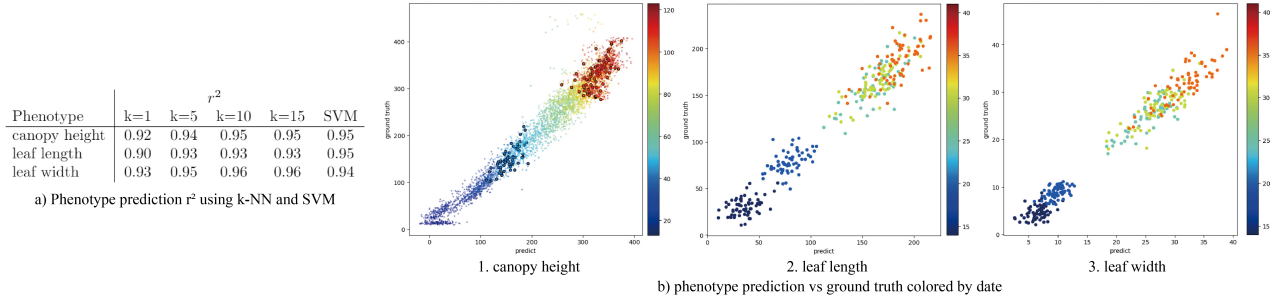 r²
Phenotype k=1 k=5 k=10 k=15 SVM
canopy height 0.92 0.94 0.95 0.95 0.95
leaf length 0.90 0.93 0.93 0.93 0.95
leaf width 0.93 0.95 0.96 0.96 0.94
a) Phenotype prediction r² using k-NN and SVM
ground truth
400
300
200
100
0
0 100 200 300 400
predict
120
100
80
60
40
20
1. canopy height
ground truth
200
150
100
50
0
0 50 100 150 200
predict
40
35
30
25
20
15
2. leaf length
ground truth
40
30
20
10
0
0 5 10 15 20 25 30 35 40
predict
40
35
30
25
20
15
3. leaf width
b) phenotype prediction vs ground truth colored by date